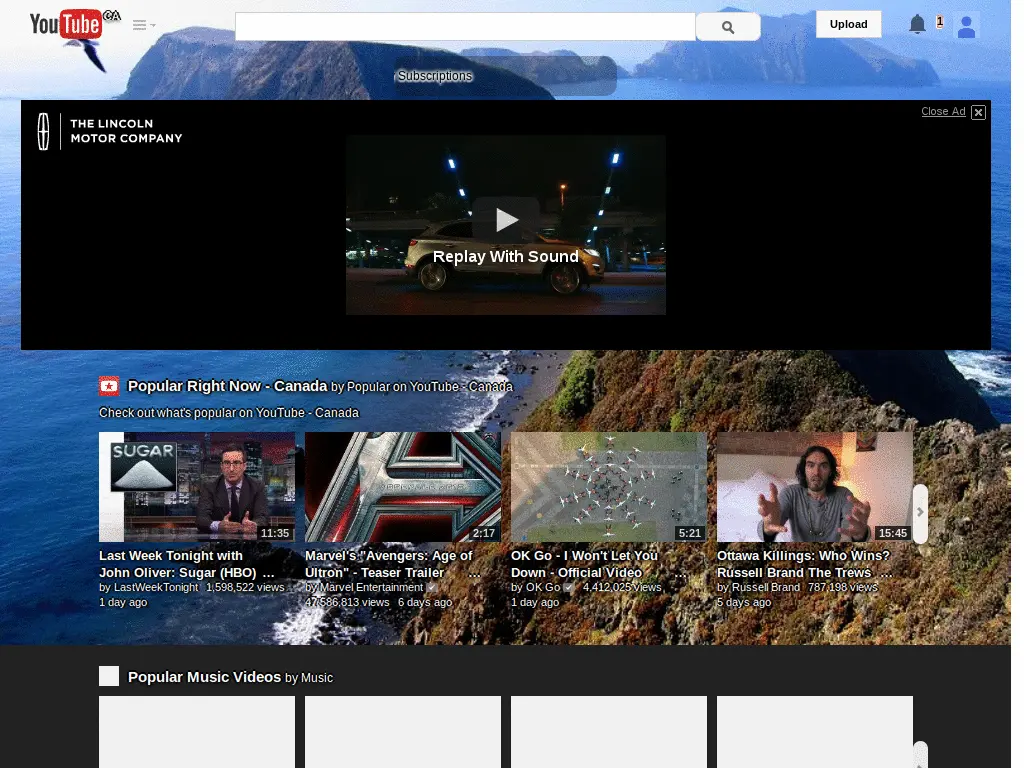 YouTube CA
Upload
1
Subscriptions
Close Ad
THE LINCOLN
MOTOR COMPANY
Replay With Sound
Popular Right Now - Canada by Popular on YouTube - Canada
Check out what's popular on YouTube - Canada
SUGAR
11:35
2:17
5:21
15:45
Last Week Tonight with
John Oliver: Sugar (HBO) ...
by LastWeekTonight 1,598,522 views
1 day ago
Marvel's "Avengers: Age of
Ultron" - Teaser Trailer ...
by Marvel Entertainment
47,586,813 views 6 days ago
OK Go - I Won't Let You
Down - Official Video ...
by OK Go 4,412,025 views
1 day ago
Ottawa Killings: Who Wins?
Russell Brand The Trews ...
by Russell Brand 787,198 views
5 days ago
Popular Music Videos by Music